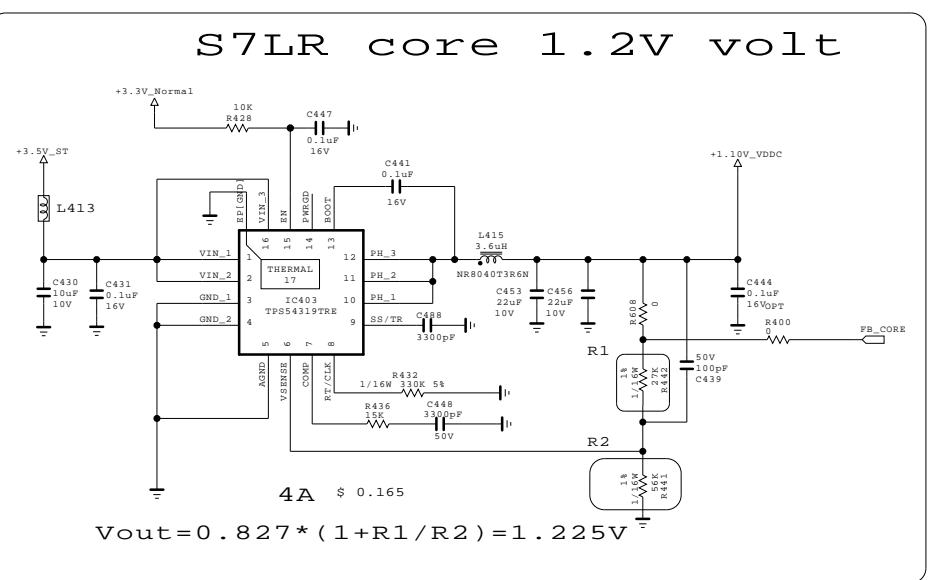 S7LR core 1.2V volt
+3.3V_Normal
10K
R428
C447
0.1uF
16V
+3.5V_ST
L413
C441
0.1uF
16V
+1.10V_VDDC
EP[GND]
VIN_3
EN
PWRGD
BOOT
16
15
14
13
L415
3.6uH
NR8040T3R6N
VIN_1
1
VIN_2
2
GND_1
3
GND_2
4
THERMAL
17
IC403
TPS54319TRE
12
PH_3
11
PH_2
10
PH_1
9
SS/TR
C488
3300pF
C430
10uF
10V
C431
0.1uF
16V
C453
22uF
10V
C456
22uF
10V
R608
0
C444
0.1uF
16V
OPT
R400
0
FB_CORE
R1
1%
1/16W
27K
R442
50V
100pF
C439
5
6
7
8
AGND
VSENSE
COMP
RT/CLK
R432
1/16W 330K 5%
R436
15K
C448
3300pF
50V
R2
1%
1/16W
56K
R441
4A $ 0.165
Vout=0.827*(1+R1/R2)=1.225V